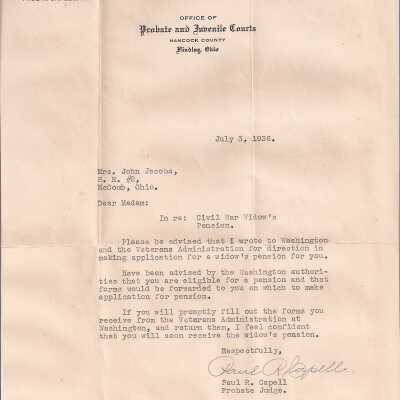 OFFICE OF
Probate and Juvenile Courts
HANCOCK COUNTY
Findlay, Ohio
July 3, 1936.
Mrs. John Jacobs,
R. R. #2,
McComb, Ohio.
Dear Madam:
In re: Civil War Widow's
Pension.
Please be advised that I wrote to Washington
and the Veterans Administration for direction in
making application for a widow's pension for you.
Have been advised by the Washington authori-
ties that you are eligible for a pension and that
forms would be forwarded to you on which to make
application for pension.
If you will promptly fill out the forms you
receive from the Veterans Administration at
Washington, and return them, I feel confident
that you will soon receive the widow's pension.
Respectfully,
Paul R. Capell
Paul R. Capell
Probate Judge.